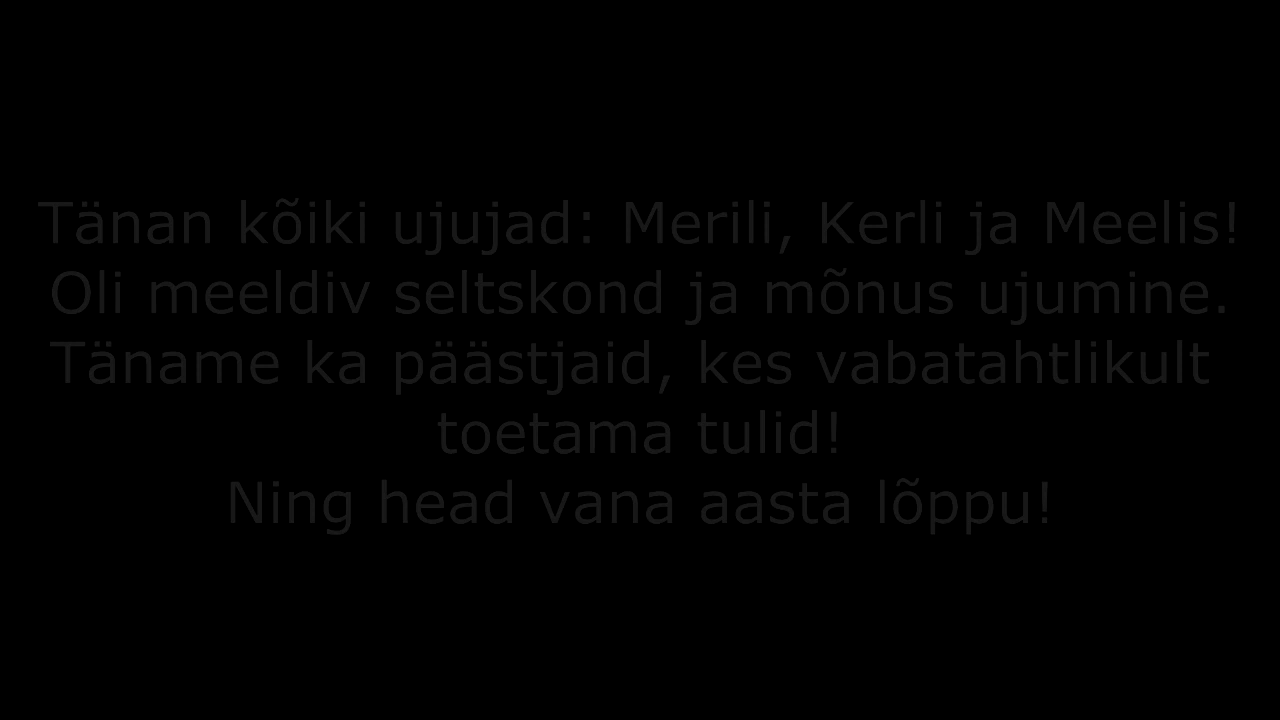 Tänan kõiki ujujad: Merili, Kerli ja Meelis!
Oli meeldiv seltskond ja mõnus ujumine.
Täname ka päästjaid, kes vabatahtlikult
toetama tulid!
Ning head vana aasta lõppu!